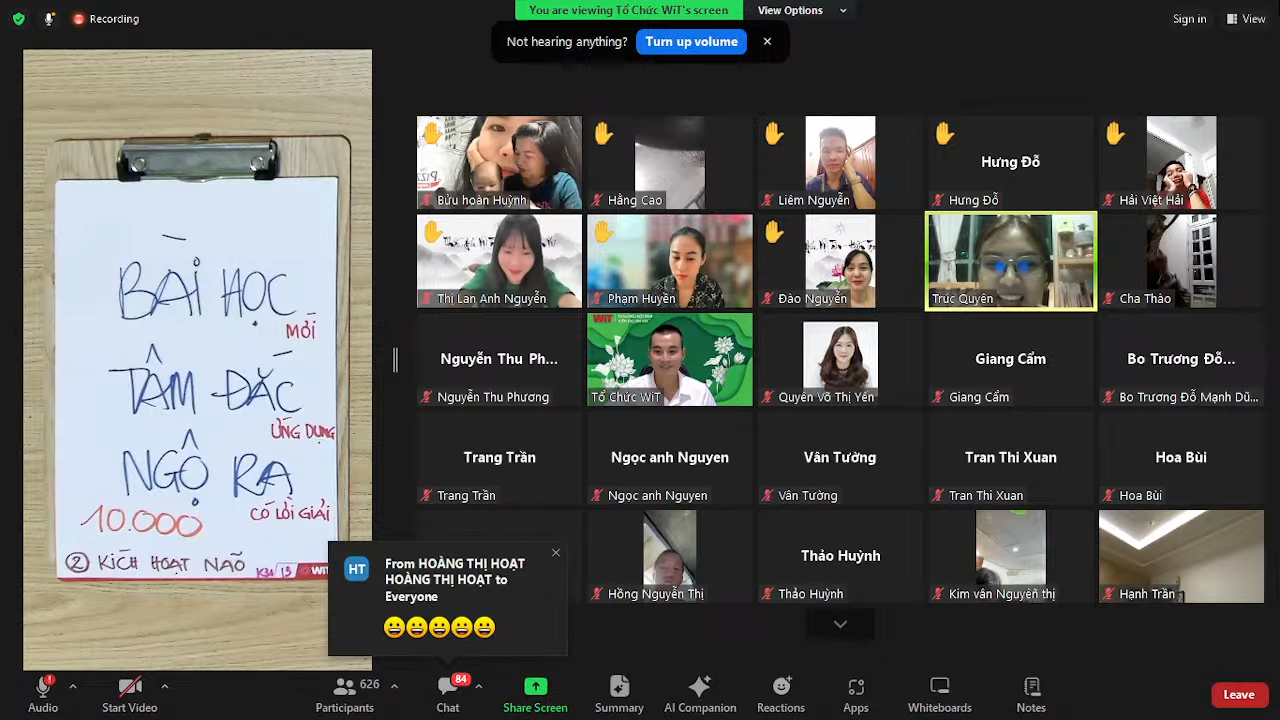 Recording
You are viewing Tổ Chức WiT's screen
View Options
Sign in
View
Not hearing anything?
Turn up volume
BÀI HỌC
MỚI
TÂM ĐẮC
ỨNG DỤNG
NGỘ RA
CÓ LỜI GIẢI
10.000
② KÍCH HOẠT NÃO
K34/13
WiT
Bửu Hoàn Huỳnh
Hằng Cao
Liêm Nguyễn
Hưng Đỗ
Hưng Đỗ
Hải Việt Hải
Thị Lan Anh Nguyễn
Phạm Huyền
Đào Nguyễn
Trúc Quyên
Cha Thảo
Nguyễn Thu Ph...
Nguyễn Thu Phương
WiT
Tổ Chức WiT
Quyên Võ Thị Yến
Giang Cẩm
Giang Cẩm
Bo Trương Đỗ...
Bo Trương Đỗ Mạnh Dũ...
Trang Trần
Trang Trần
Ngọc anh Nguyen
Ngọc anh Nguyen
Vân Tường
Vân Tường
Tran Thi Xuan
Tran Thi Xuan
Hoa Bùi
Hoa Bùi
Hồng Nguyễn Thị
Thảo Huỳnh
Thảo Huỳnh
Kim vân Nguyễn thị
Hạnh Trần
HT
From HOÀNG THỊ HOẠT
HOÀNG THỊ HOẠT to
Everyone
😀😀😀😀😀
Audio
Start Video
626
Participants
84
Chat
Share Screen
Summary
AI Companion
Reactions
Apps
Whiteboards
Notes
Leave